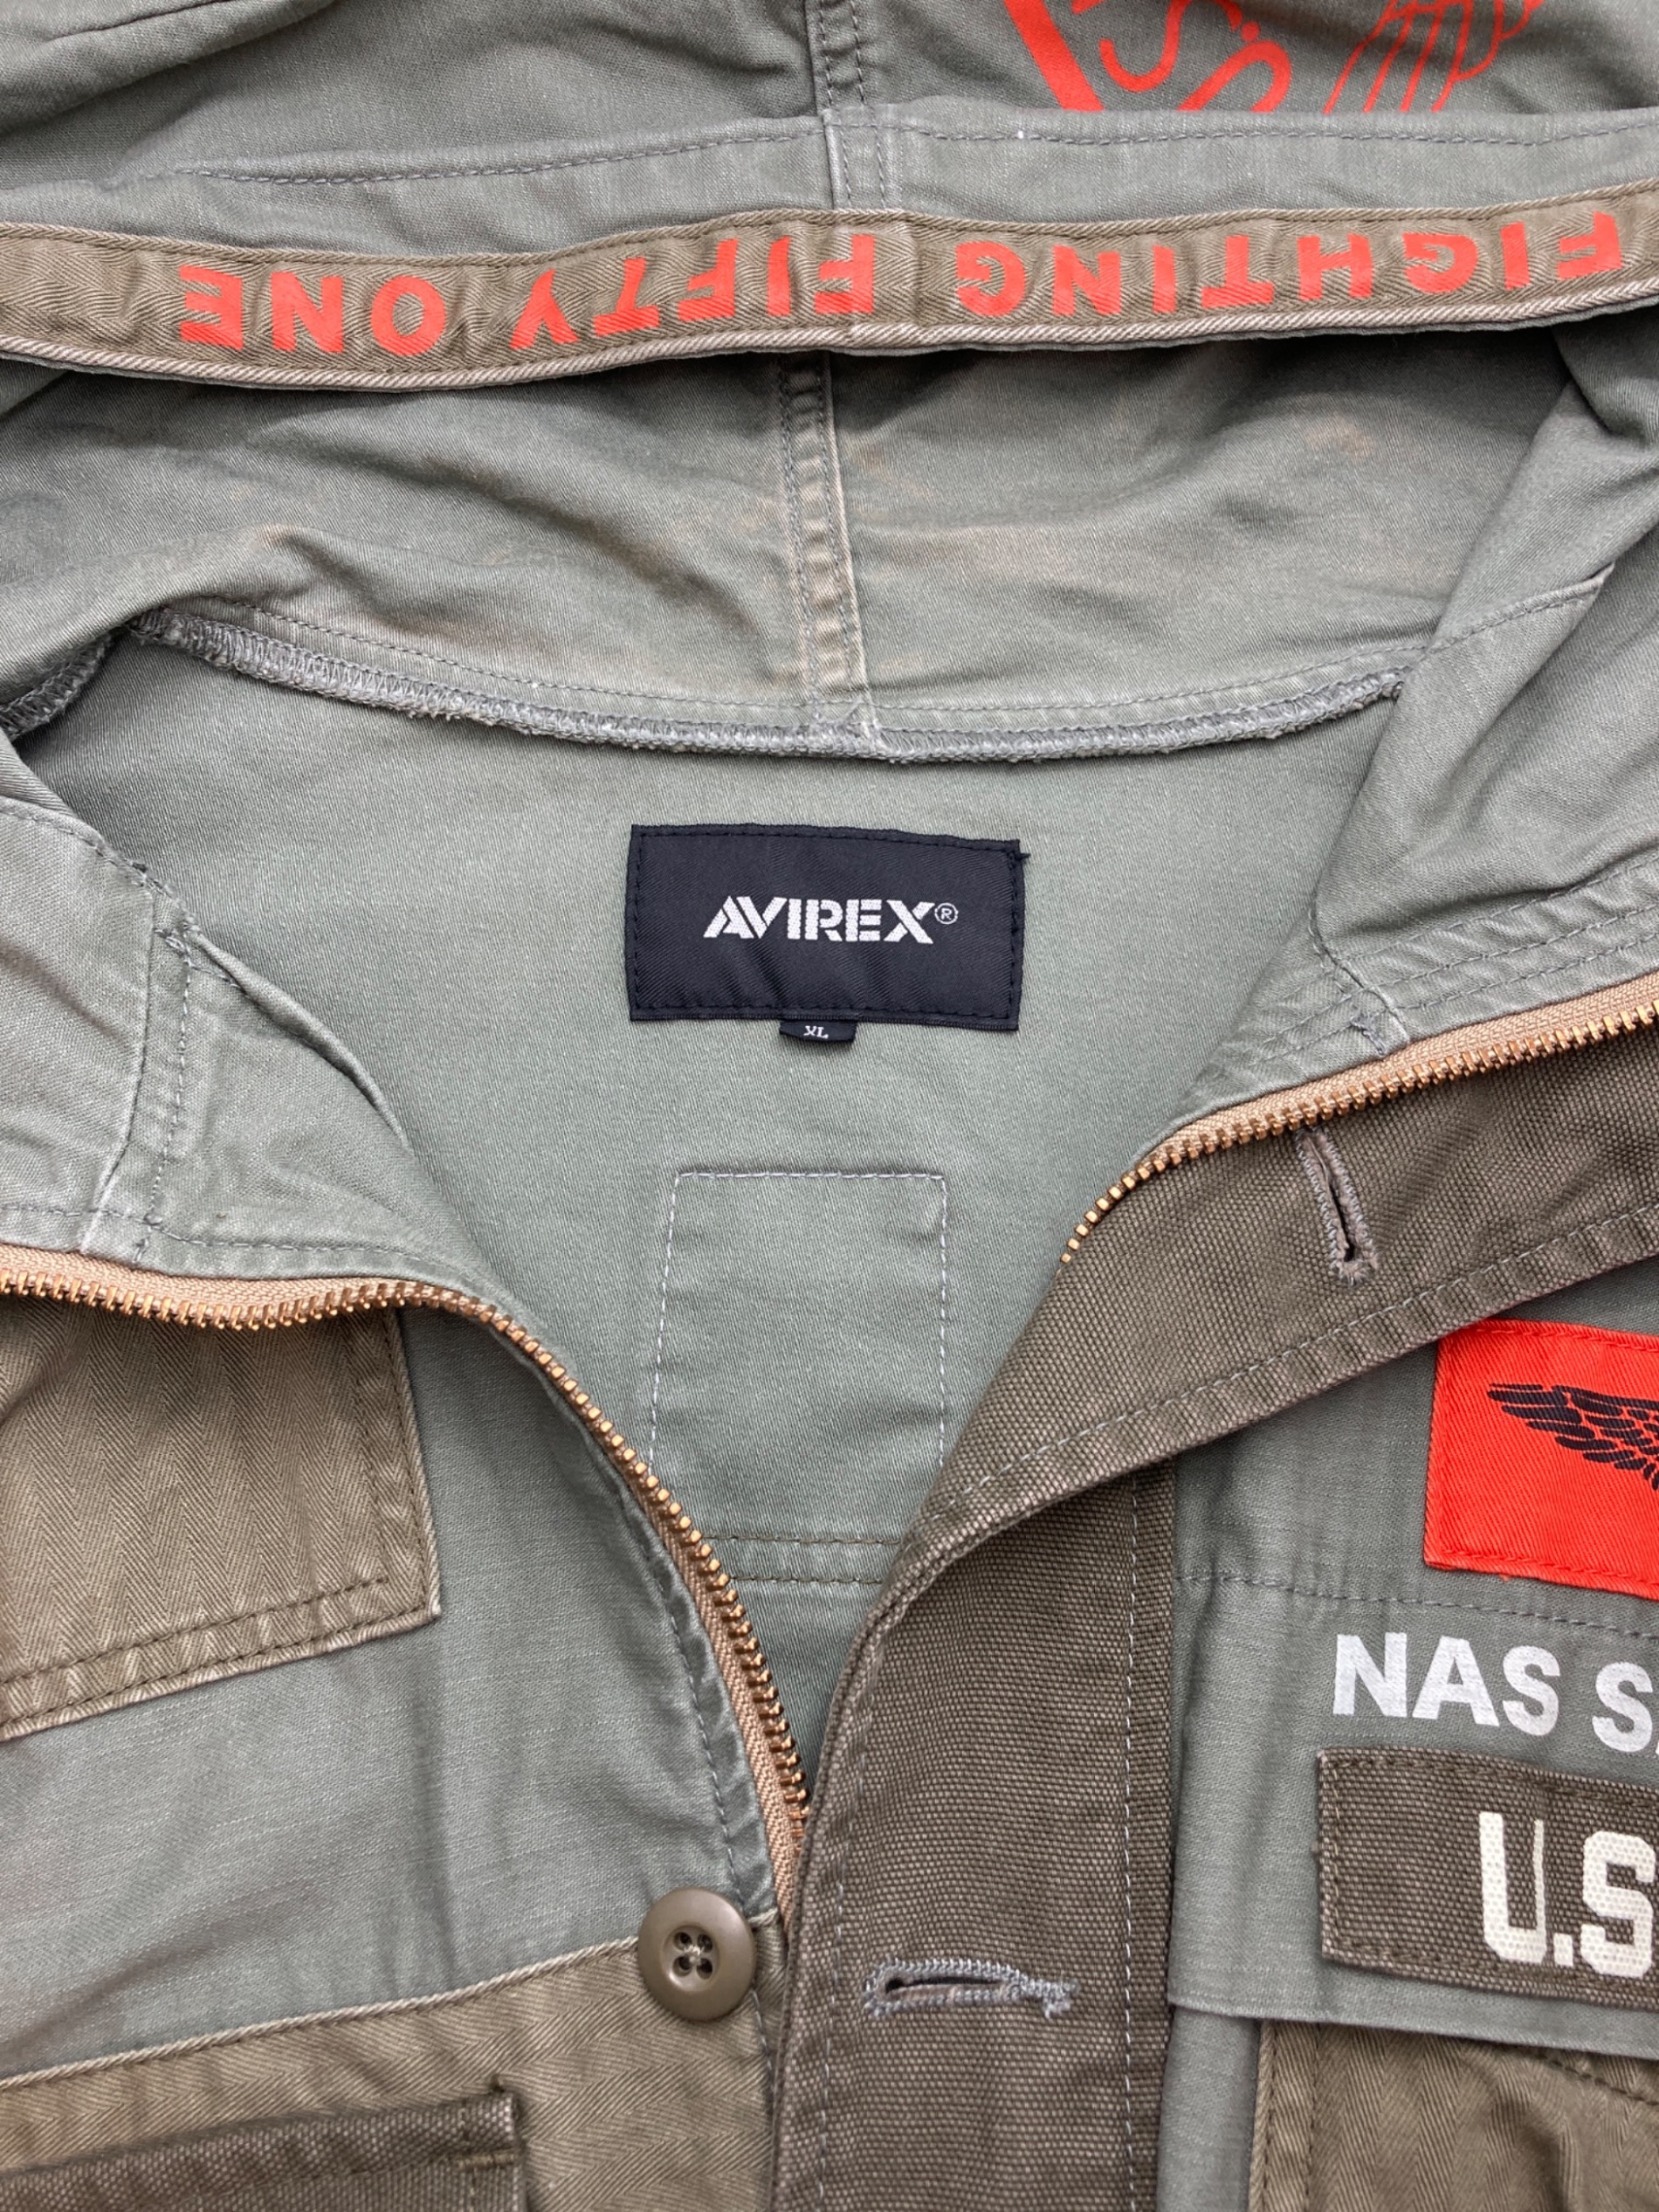 FIGHTING FIFTY ONE
AVIREX®
XL
NAS
U.S